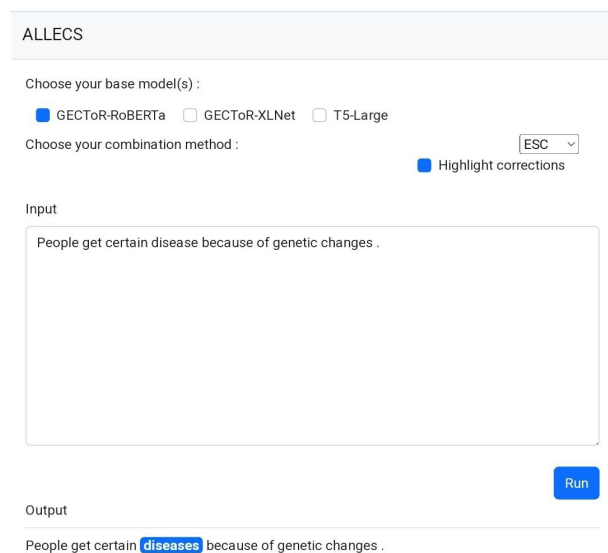 ALLECS
Choose your base model(s) :
GECToR-RoBERTa GECToR-XLNet T5-Large
Choose your combination method : ESC
Highlight corrections
Input
People get certain disease because of genetic changes .
Run
Output
People get certain diseases because of genetic changes .